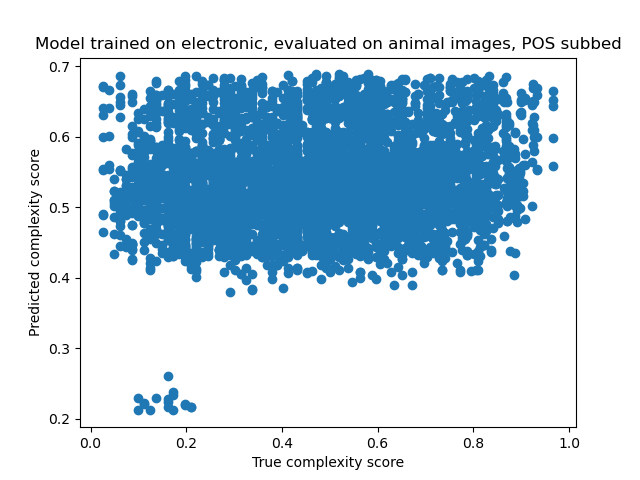 Model trained on electronic, evaluated on animal images, POS subbed
0.7
0.6
0.5
0.4
0.3
0.2
Predicted complexity score
0.0 0.2 0.4 0.6 0.8 1.0
True complexity score